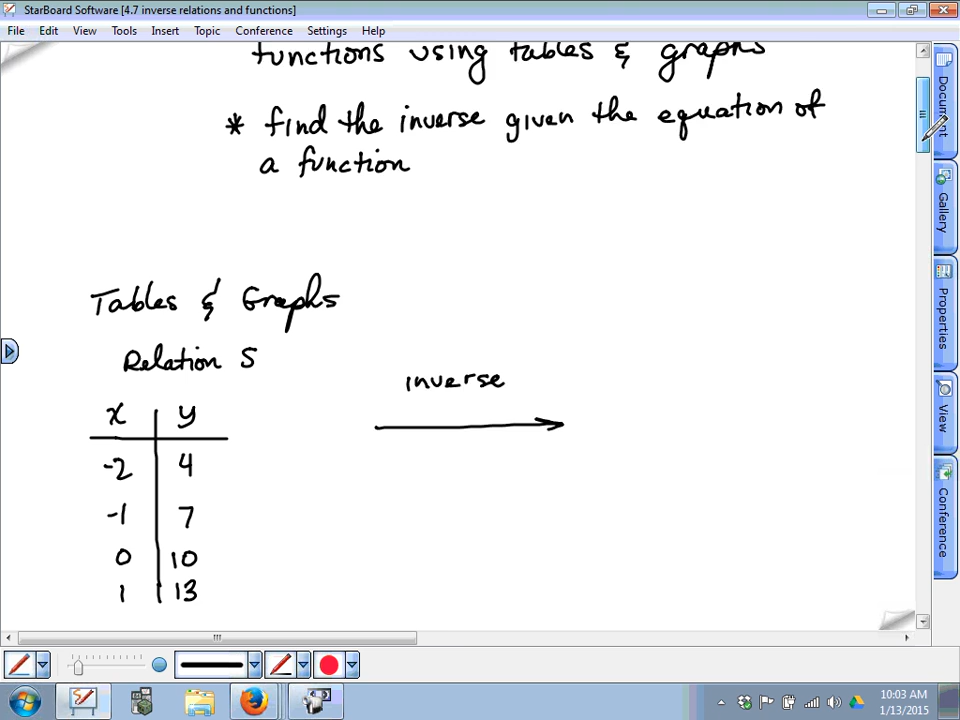 StarBoard Software [4.7 inverse relations and functions]
File Edit View Tools Insert Topic Conference Settings Help
functions using tables & graphs
* find the inverse given the equation of
a function
Tables & Graphs
Relation S
inverse
x y
-2 4
-1 7
0 10
1 13
Document
Gallery
Properties
View
Conference
10:03 AM
1/13/2015